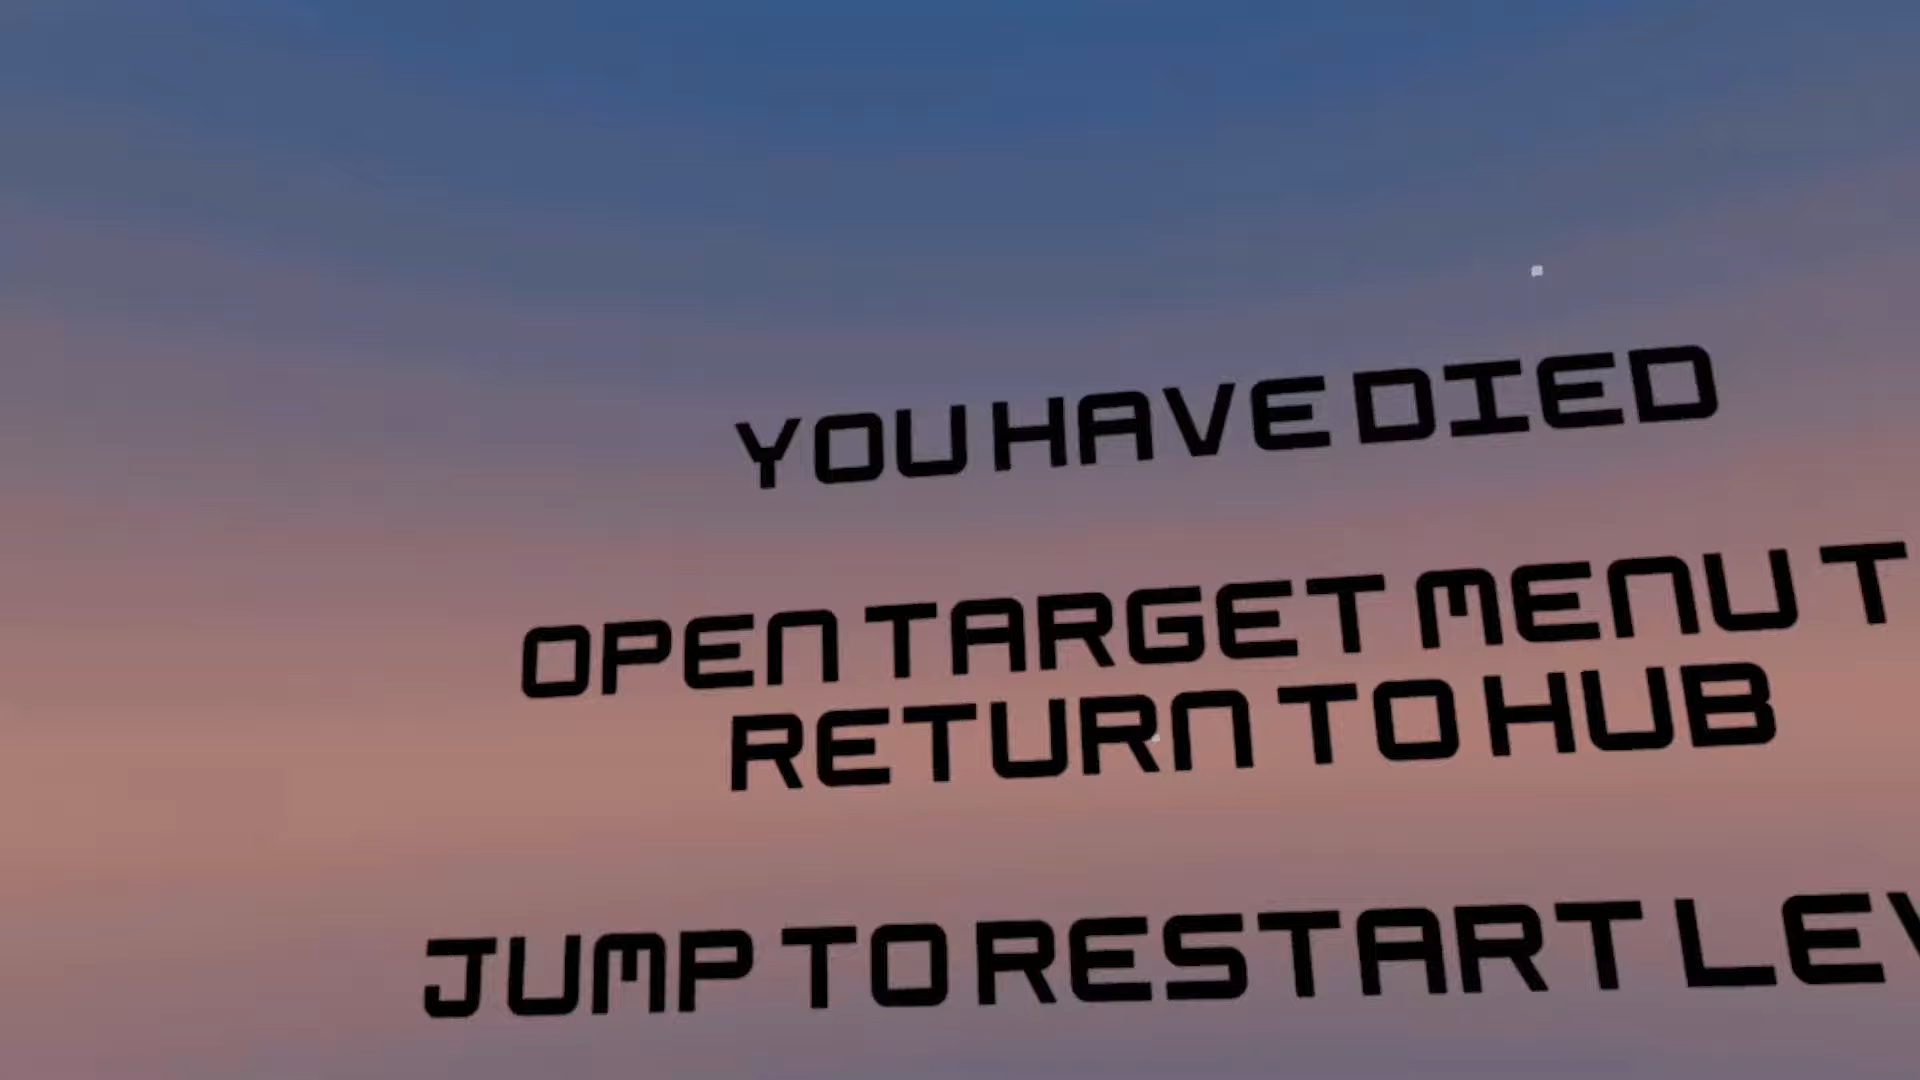 YOU HAVE DIED
OPEN TARGET MENU T
RETURN TO HUB
JUMP TO RESTART LEV